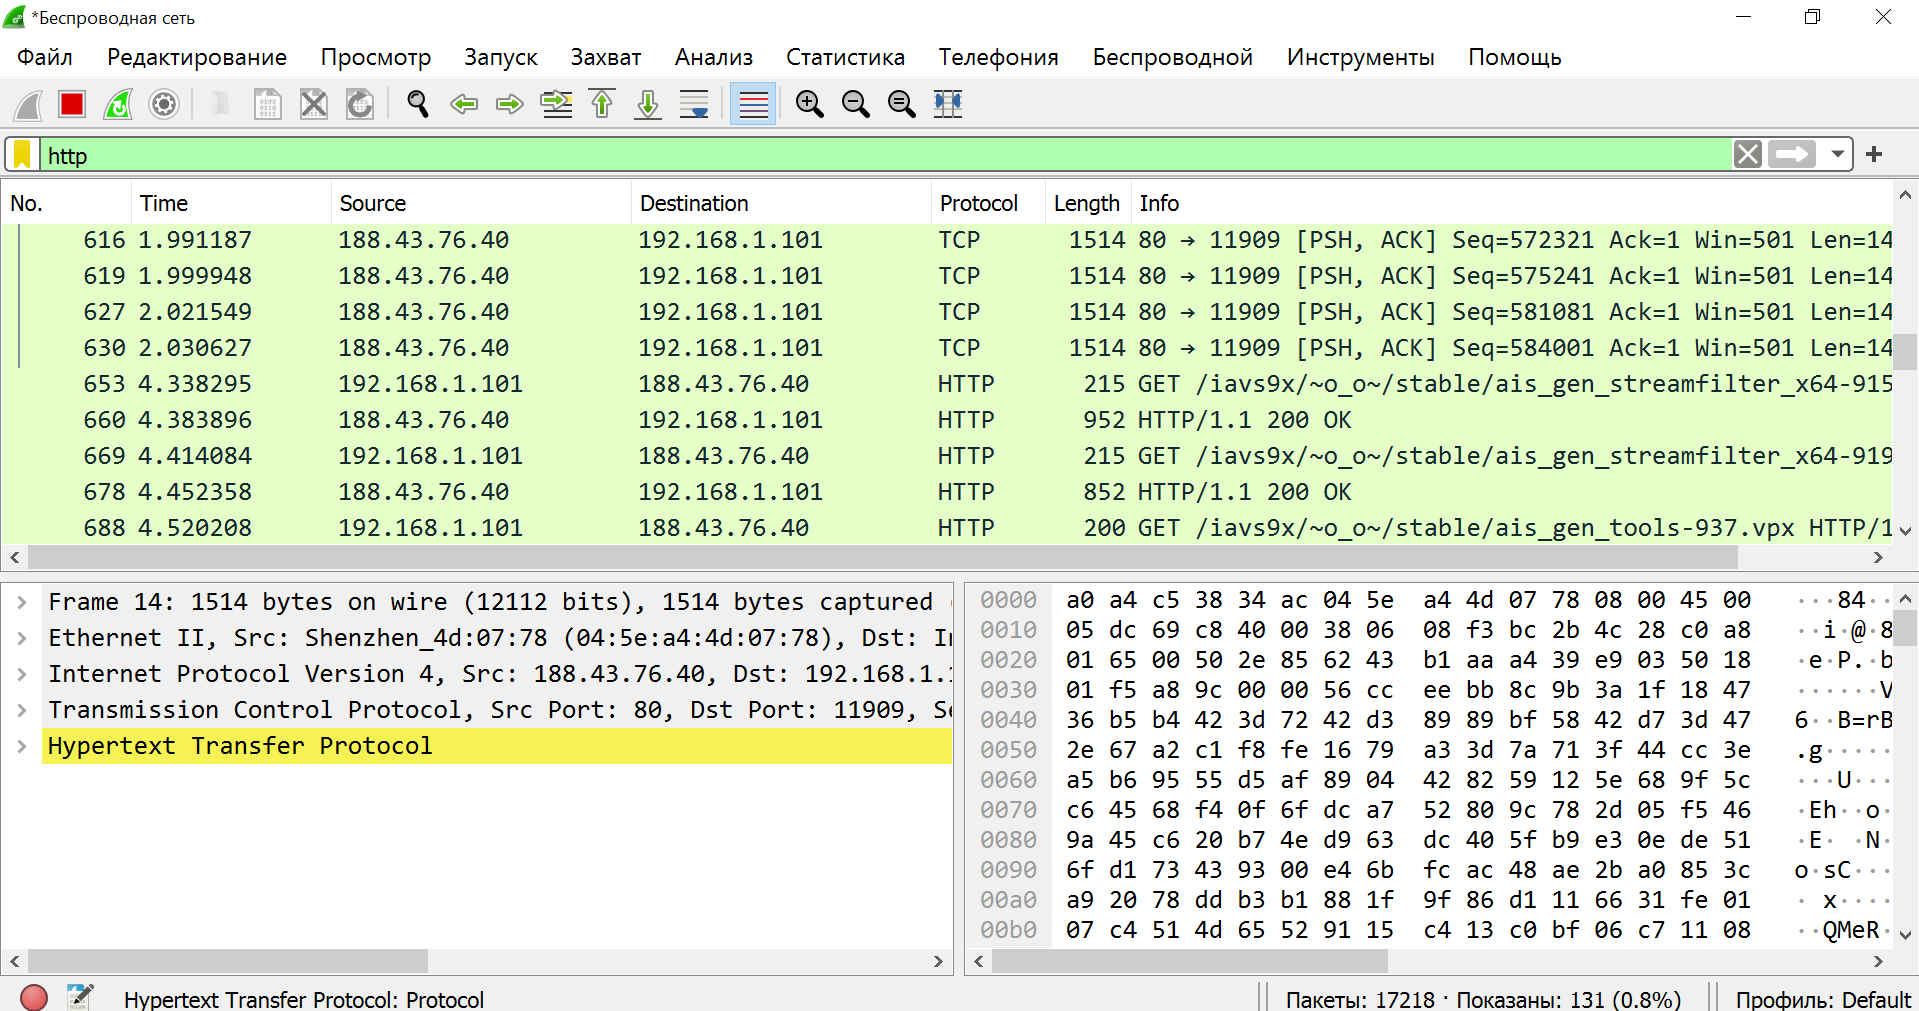 *Беспроводная сеть
Файл Редактирование Просмотр Запуск Захват Анализ Статистика Телефония Беспроводной Инструменты Помощь
http
No. Time Source Destination Protocol Length Info
616 1.991187 188.43.76.40 192.168.1.101 TCP 1514 80 → 11909 [PSH, ACK] Seq=572321 Ack=1 Win=501 Len=14
619 1.999948 188.43.76.40 192.168.1.101 TCP 1514 80 → 11909 [PSH, ACK] Seq=575241 Ack=1 Win=501 Len=14
627 2.021549 188.43.76.40 192.168.1.101 TCP 1514 80 → 11909 [PSH, ACK] Seq=581081 Ack=1 Win=501 Len=14
630 2.030627 188.43.76.40 192.168.1.101 TCP 1514 80 → 11909 [PSH, ACK] Seq=584001 Ack=1 Win=501 Len=14
653 4.338295 192.168.1.101 188.43.76.40 HTTP 215 GET /iavs9x/~o_o~/stable/ais_gen_streamfilter_x64-915
660 4.383896 188.43.76.40 192.168.1.101 HTTP 952 HTTP/1.1 200 OK
669 4.414084 192.168.1.101 188.43.76.40 HTTP 215 GET /iavs9x/~o_o~/stable/ais_gen_streamfilter_x64-919
678 4.452358 188.43.76.40 192.168.1.101 HTTP 852 HTTP/1.1 200 OK
688 4.520208 192.168.1.101 188.43.76.40 HTTP 200 GET /iavs9x/~o_o~/stable/ais_gen_tools-937.vpx HTTP/1
Frame 14: 1514 bytes on wire (12112 bits), 1514 bytes captured
Ethernet II, Src: Shenzhen_4d:07:78 (04:5e:a4:4d:07:78), Dst: In
Internet Protocol Version 4, Src: 188.43.76.40, Dst: 192.168.1.1
Transmission Control Protocol, Src Port: 80, Dst Port: 11909, Se
Hypertext Transfer Protocol
0000 a0 a4 c5 38 34 ac 04 5e a4 4d 07 78 08 00 45 00 ···84··
0010 05 dc 69 c8 40 00 38 06 08 f3 bc 2b 4c 28 c0 a8 ··i·@·8
0020 01 65 00 50 2e 85 62 43 b1 aa a4 39 e9 03 50 18 ·e·P.·b
0030 01 f5 a8 9c 00 00 56 cc ee bb 8c 9b 3a 1f 18 47 ······V
0040 36 b5 b4 42 3d 72 42 d3 89 89 bf 58 42 d7 3d 47 6··B=rB
0050 2e 67 a2 c1 f8 fe 16 79 a3 3d 7a 71 3f 44 cc 3e .g·····
0060 a5 b6 95 55 d5 af 89 04 42 82 59 12 5e 68 9f 5c ···U···
0070 c6 45 68 f4 0f 6f dc a7 52 80 9c 78 2d 05 f5 46 ·Eh··o·
0080 9a 45 c6 20 b7 4e d9 63 dc 40 5f b9 e3 0e de 51 ·E· ·N·
0090 6f d1 73 43 93 00 e4 6b fc ac 48 ae 2b a0 85 3c o·sC···
00a0 a9 20 78 dd b3 b1 88 1f 9f 86 d1 11 66 31 fe 01 · x····
00b0 07 c4 51 4d 65 52 91 15 c4 13 c0 bf 06 c7 11 08 ··QMeR·
Hypertext Transfer Protocol: Protocol Пакеты: 17218 · Показаны: 131 (0.8%) Профиль: Default